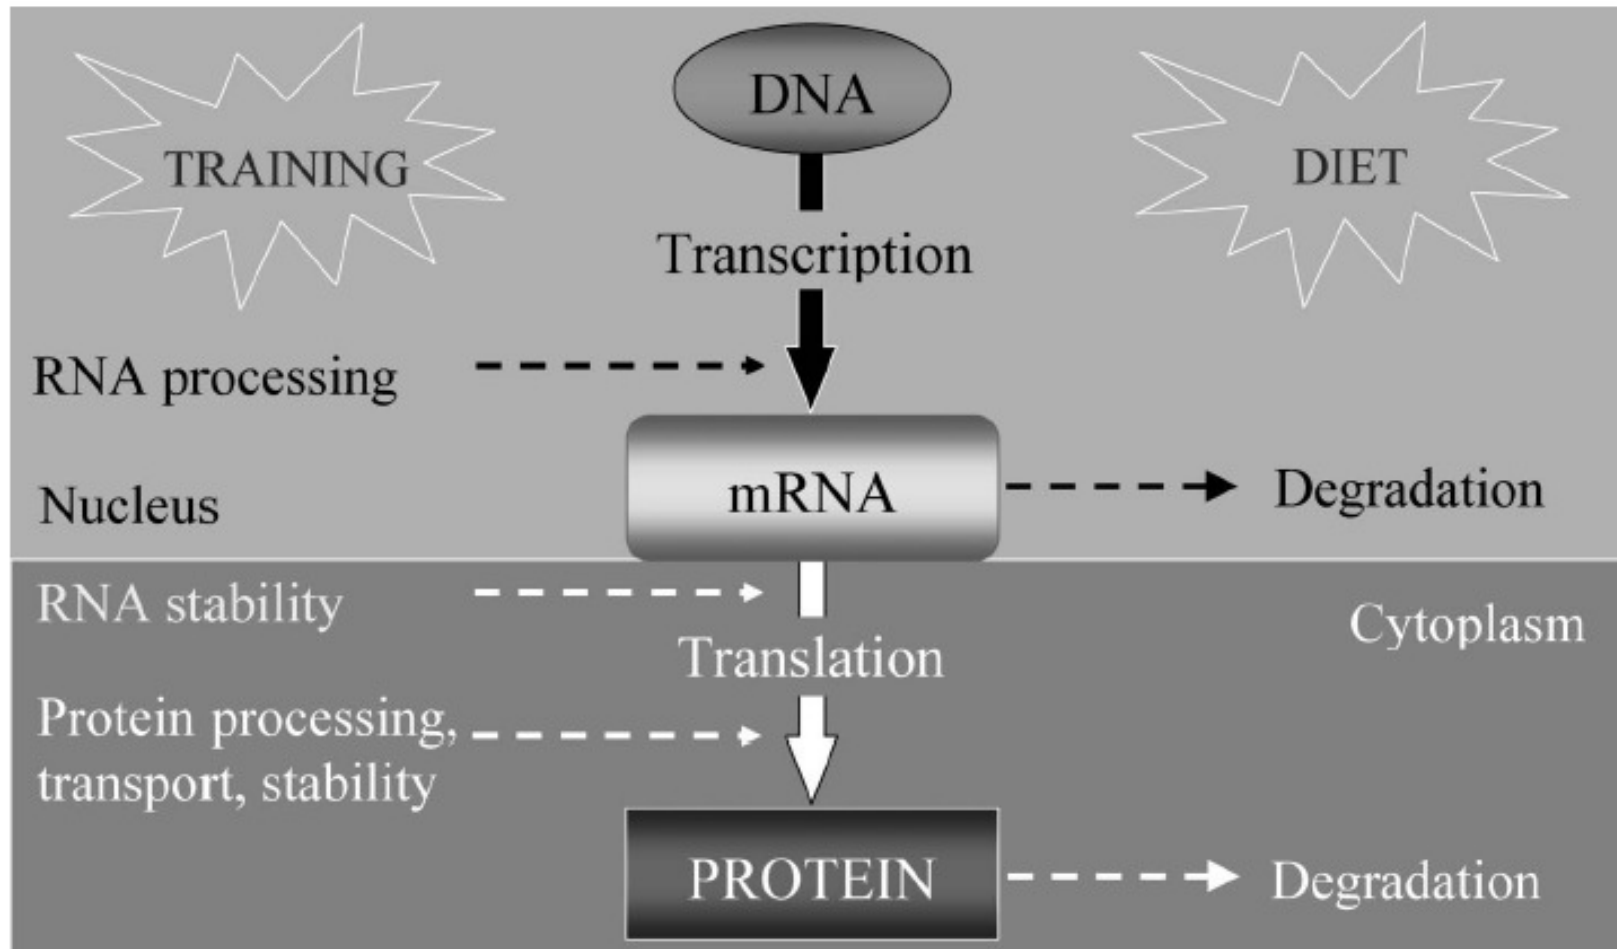 DNA
TRAINING
DIET
Transcription
RNA processing
mRNA
Degradation
Nucleus
RNA stability
Cytoplasm
Translation
Protein processing,
transport, stability
PROTEIN
Degradation